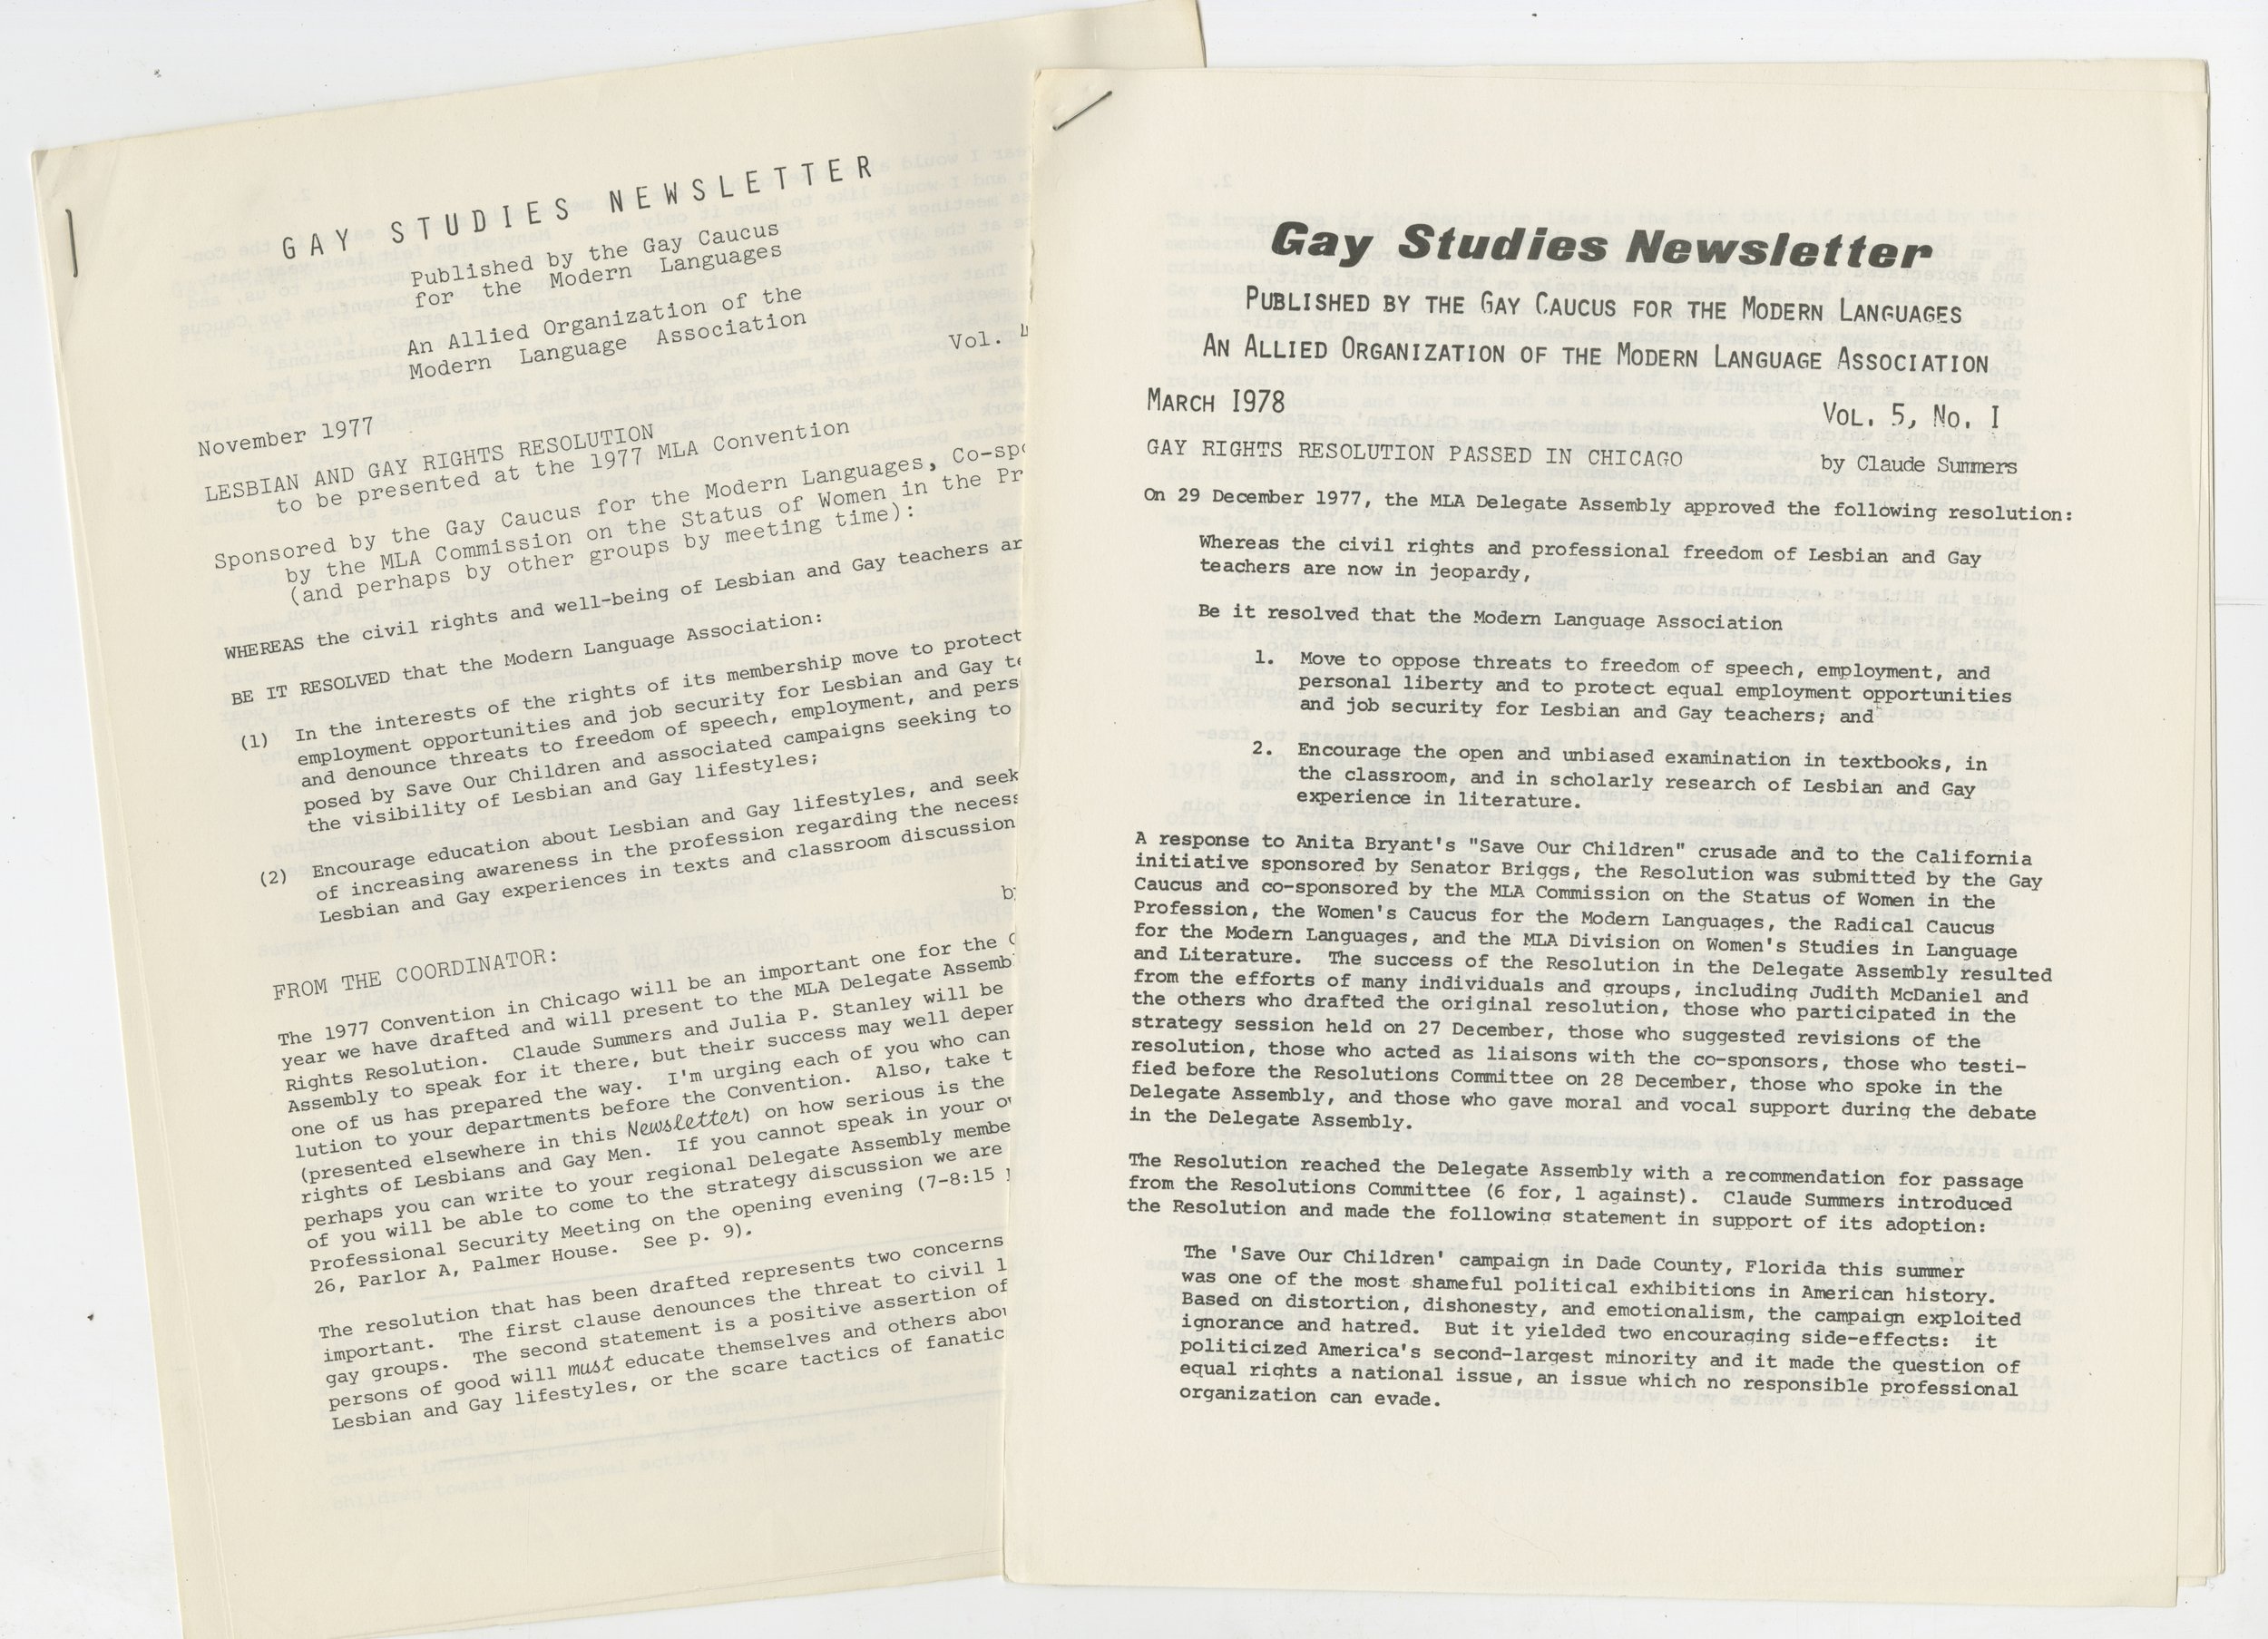 GAY STUDIES NEWSLETTER
Published by the Gay Caucus
for the Modern Languages
An Allied Organization of the
Modern Language Association
Vol. 4
November 1977
LESBIAN AND GAY RIGHTS RESOLUTION
to be presented at the 1977 MLA Convention
Sponsored by the Gay Caucus for the Modern Languages, Co-spo
by the MLA Commission on the Status of Women in the Pr
(and perhaps by other groups by meeting time):
WHEREAS the civil rights and well-being of Lesbian and Gay teachers ar
BE IT RESOLVED that the Modern Language Association:
(1) In the interests of the rights of its membership move to protect
employment opportunities and job security for Lesbian and Gay te
and denounce threats to freedom of speech, employment, and pers
posed by Save Our Children and associated campaigns seeking to
the visibility of Lesbian and Gay lifestyles;
(2) Encourage education about Lesbian and Gay lifestyles, and seek
of increasing awareness in the profession regarding the necess
Lesbian and Gay experiences in texts and classroom discussion
b
FROM THE COORDINATOR:
The 1977 Convention in Chicago will be an important one for the
year we have drafted and will present to the MLA Delegate Assemb
Rights Resolution. Claude Summers and Julia P. Stanley will be
Assembly to speak for it there, but their success may well depen
one of us has prepared the way. I'm urging each of you who can
lution to your departments before the Convention. Also, take t
(presented elsewhere in this Newsletter) on how serious is the
rights of Lesbians and Gay Men. If you cannot speak in your ow
perhaps you can write to your regional Delegate Assembly membe
of you will be able to come to the strategy discussion we are
Professional Security Meeting on the opening evening (7-8:15
26, Parlor A, Palmer House. See p. 9).
The resolution that has been drafted represents two concerns
important. The first clause denounces the threat to civil l
gay groups. The second statement is a positive assertion of
persons of good will must educate themselves and others abou
Lesbian and Gay lifestyles, or the scare tactics of fanatic
Gay Studies Newsletter
PUBLISHED BY THE GAY CAUCUS FOR THE MODERN LANGUAGES
AN ALLIED ORGANIZATION OF THE MODERN LANGUAGE ASSOCIATION
MARCH 1978
VOL. 5, NO. I
GAY RIGHTS RESOLUTION PASSED IN CHICAGO by Claude Summers
On 29 December 1977, the MLA Delegate Assembly approved the following resolution:
Whereas the civil rights and professional freedom of Lesbian and Gay
teachers are now in jeopardy,
Be it resolved that the Modern Language Association
1. Move to oppose threats to freedom of speech, employment, and
personal liberty and to protect equal employment opportunities
and job security for Lesbian and Gay teachers; and
2. Encourage the open and unbiased examination in textbooks, in
the classroom, and in scholarly research of Lesbian and Gay
experience in literature.
A response to Anita Bryant's "Save Our Children" crusade and to the California
initiative sponsored by Senator Briggs, the Resolution was submitted by the Gay
Caucus and co-sponsored by the MLA Commission on the Status of Women in the
Profession, the Women's Caucus for the Modern Languages, the Radical Caucus
for the Modern Languages, and the MLA Division on Women's Studies in Language
and Literature. The success of the Resolution in the Delegate Assembly resulted
from the efforts of many individuals and groups, including Judith McDaniel and
the others who drafted the original resolution, those who participated in the
strategy session held on 27 December, those who suggested revisions of the
resolution, those who acted as liaisons with the co-sponsors, those who testi-
fied before the Resolutions Committee on 28 December, those who spoke in the
Delegate Assembly, and those who gave moral and vocal support during the debate
in the Delegate Assembly.
The Resolution reached the Delegate Assembly with a recommendation for passage
from the Resolutions Committee (6 for, 1 against). Claude Summers introduced
the Resolution and made the following statement in support of its adoption:
The 'Save Our Children' campaign in Dade County, Florida this summer
was one of the most shameful political exhibitions in American history.
Based on distortion, dishonesty, and emotionalism, the campaign exploited
ignorance and hatred. But it yielded two encouraging side-effects: it
politicized America's second-largest minority and it made the question of
equal rights a national issue, an issue which no responsible professional
organization can evade.